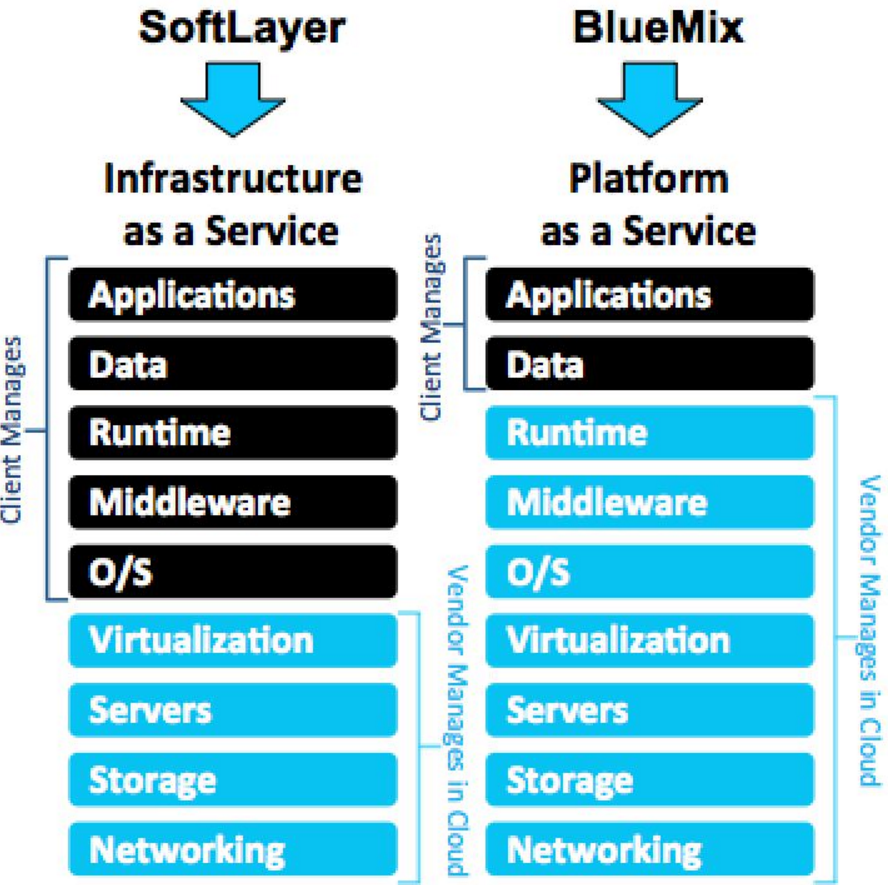 SoftLayer
Infrastructure
as a Service
Client Manages
Applications
Data
Runtime
Middleware
O/S
Virtualization
Servers
Storage
Networking
Vendor Manages in Cloud
BlueMix
Platform
as a Service
Client Manages
Applications
Data
Runtime
Middleware
O/S
Virtualization
Servers
Storage
Networking
Vendor Manages in Cloud